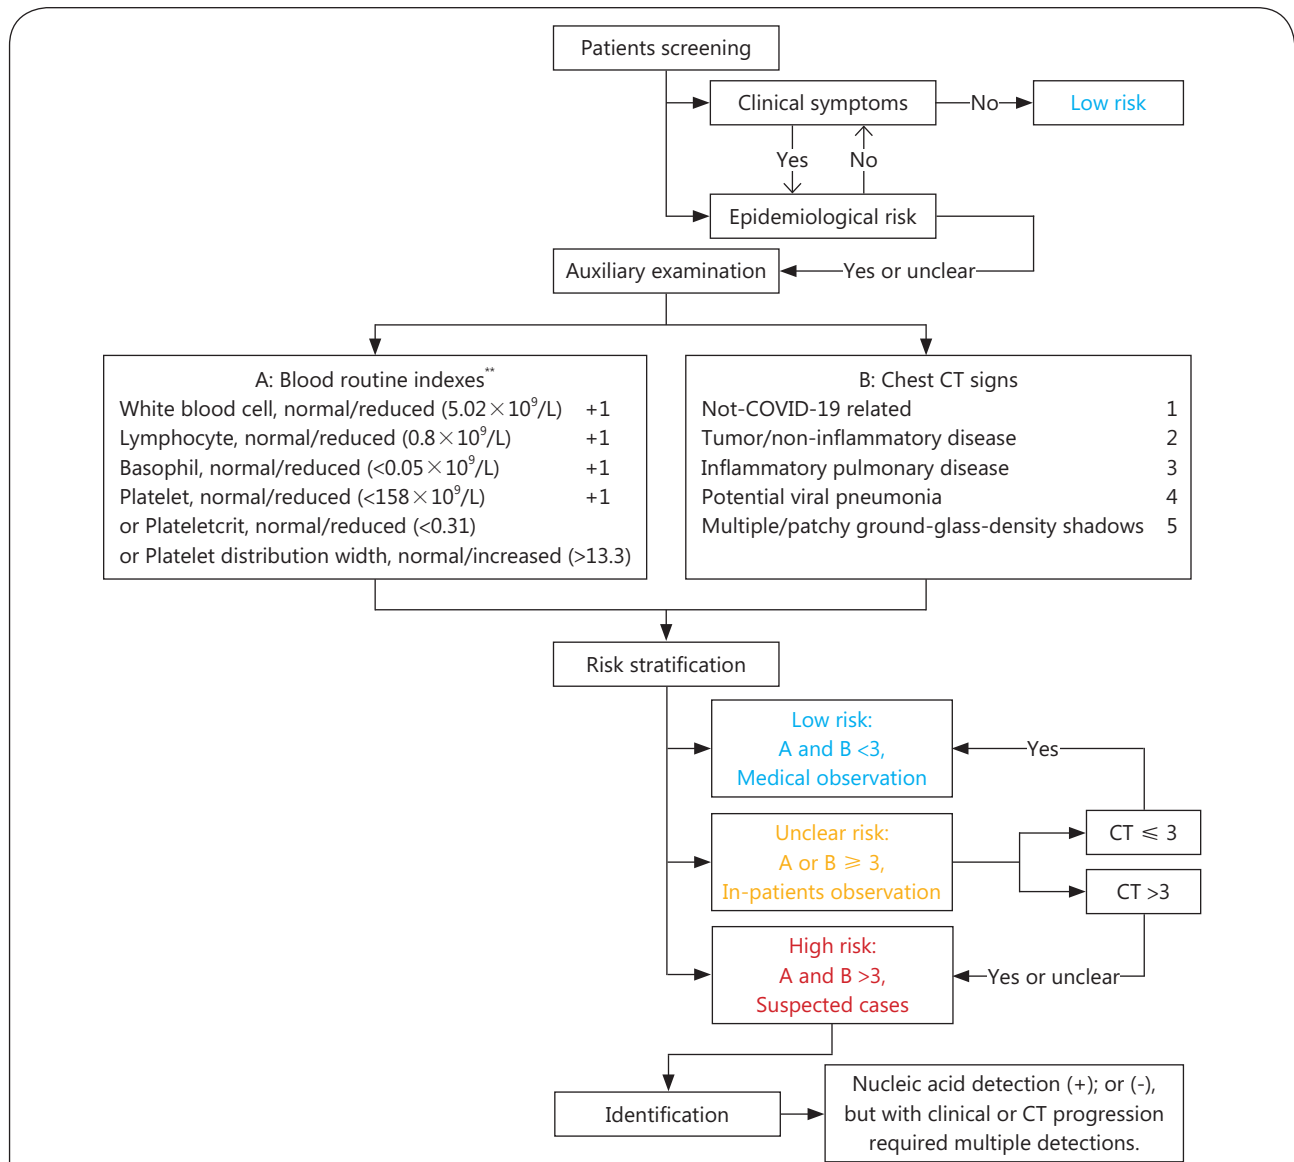 Patients screening
Clinical symptoms
No
Low risk
Yes
No
Epidemiological risk
Auxiliary examination
Yes or unclear
A: Blood routine indexes**
White blood cell, normal/reduced (5.02×10⁹/L) +1
Lymphocyte, normal/reduced (0.8×10⁹/L) +1
Basophil, normal/reduced (<0.05×10⁹/L) +1
Platelet, normal/reduced (<158×10⁹/L) +1
or Plateletcrit, normal/reduced (<0.31)
or Platelet distribution width, normal/increased (>13.3)
B: Chest CT signs
Not-COVID-19 related 1
Tumor/non-inflammatory disease 2
Inflammatory pulmonary disease 3
Potential viral pneumonia 4
Multiple/patchy ground-glass-density shadows 5
Risk stratification
Low risk:
A and B <3,
Medical observation
Yes
Unclear risk:
A or B ⩾ 3,
In-patients observation
CT ⩽ 3
CT >3
High risk:
A and B >3,
Suspected cases
Yes or unclear
Identification
Nucleic acid detection (+); or (-),
but with clinical or CT progression
required multiple detections.